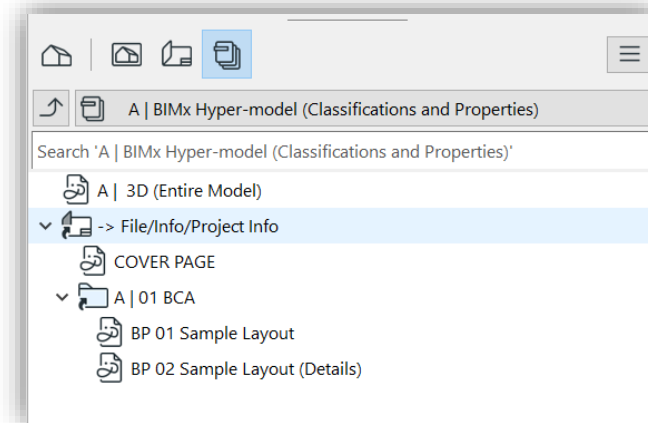 A | BIMx Hyper-model (Classifications and Properties)
Search 'A | BIMx Hyper-model (Classifications and Properties)'
A |  3D (Entire Model)
-> File/Info/Project Info
COVER PAGE
A | 01 BCA
BP 01 Sample Layout
BP 02 Sample Layout (Details)